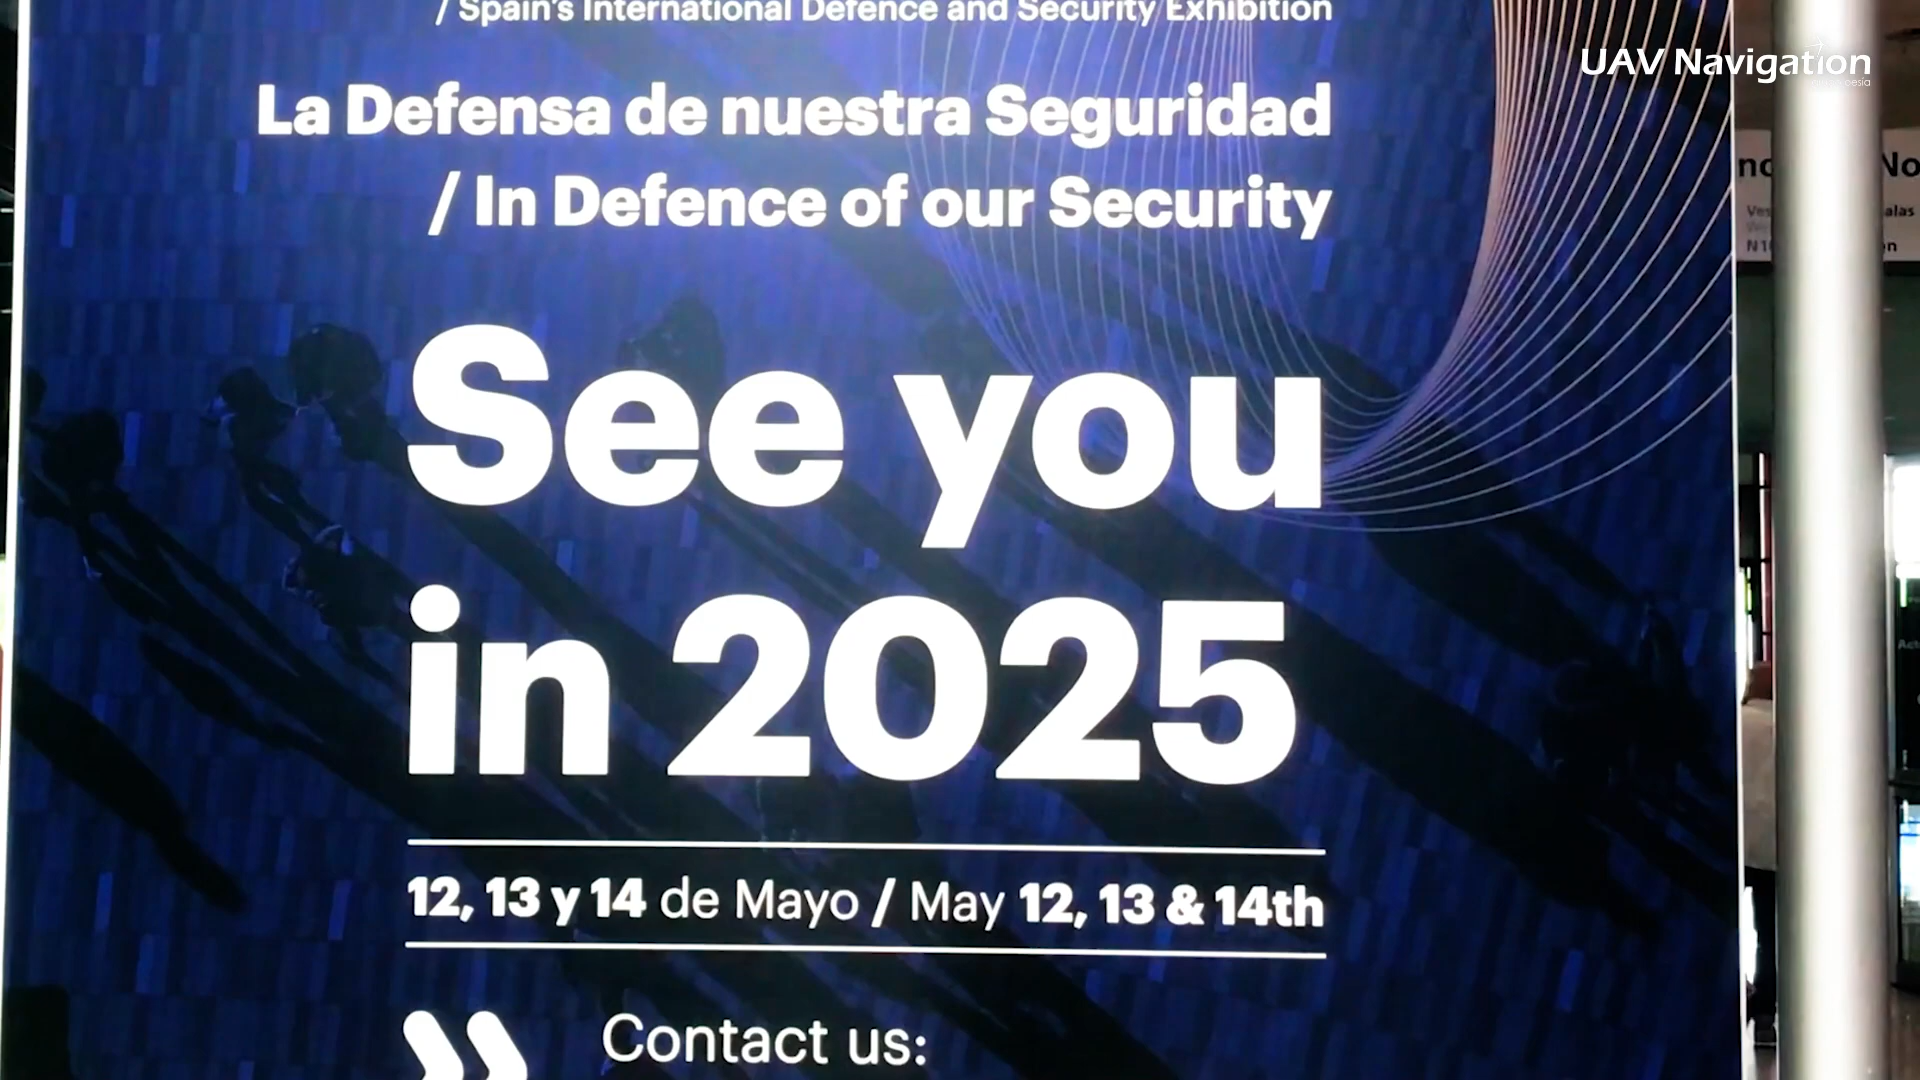 / Spain's International Defence and Security Exhibition
UAV Navigation
La Defensa de nuestra Seguridad
/ In Defence of our Security
See you
in 2025
12, 13 y 14 de Mayo / May 12, 13 & 14th
Contact us: